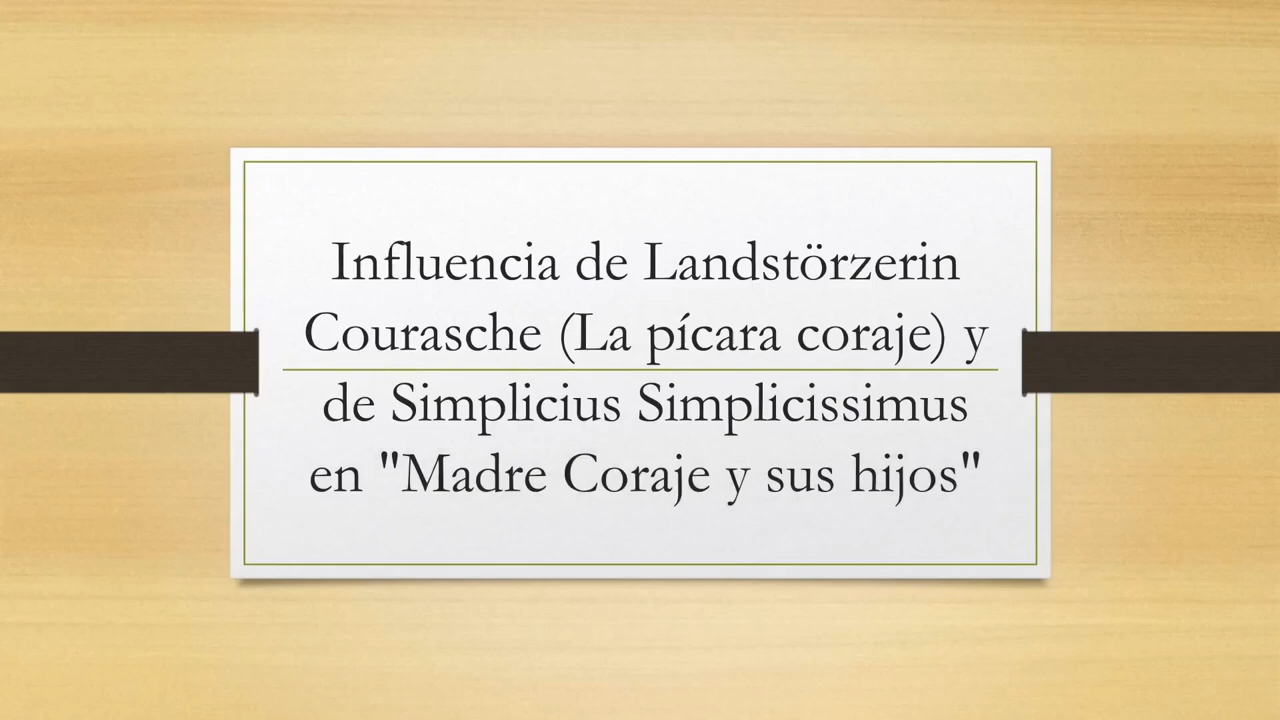 Influencia de Landstörzerin
Courasche (La pícara coraje) y
de Simplicius Simplicissimus
en "Madre Coraje y sus hijos"